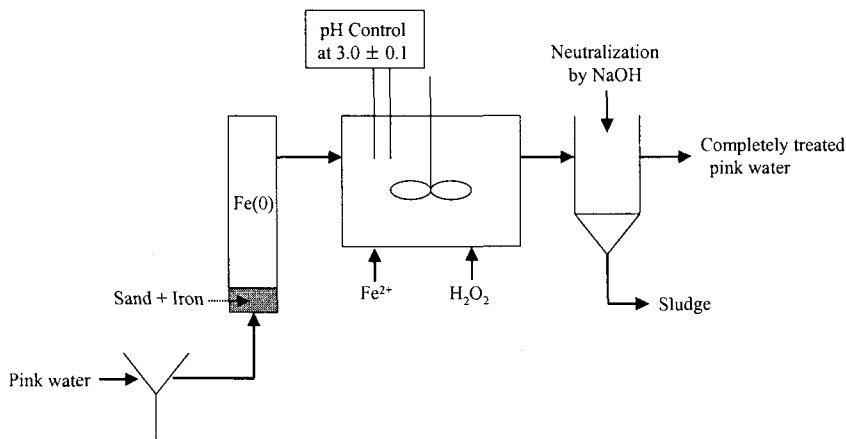 pH Control
at 3.0 ± 0.1
Neutralization
by NaOH
Fe(0)
Completely treated
pink water
Sand + Iron
Fe²⁺
H₂O₂
Sludge
Pink water